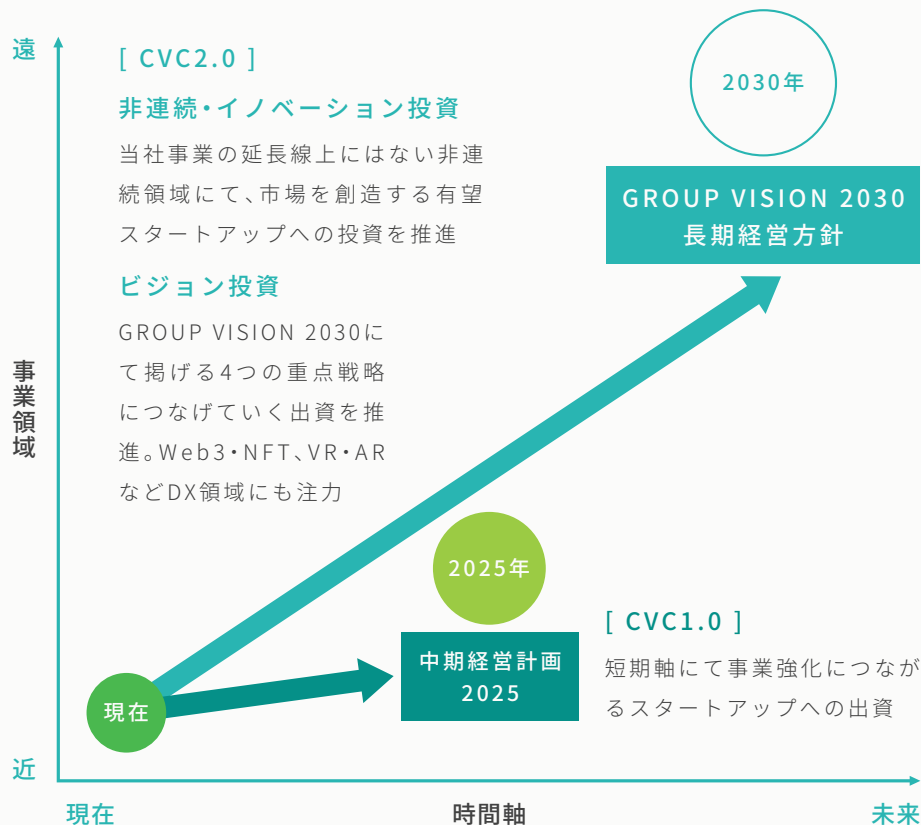 遠
[ CVC2.0 ]
非連続・イノベーション投資
当社事業の延長線上にはない非連
続領域にて、市場を創造する有望
スタートアップへの投資を推進
ビジョン投資
GROUP VISION 2030に
て掲げる4つの重点戦略
につなげていく出資を推
進。Web3・NFT、VR・AR
などDX領域にも注力
2030年
GROUP VISION 2030
長期経営方針
事業領域
2025年
中期経営計画
2025
[ CVC1.0 ]
短期軸にて事業強化につなが
るスタートアップへの出資
現在
近
現在
時間軸
未来